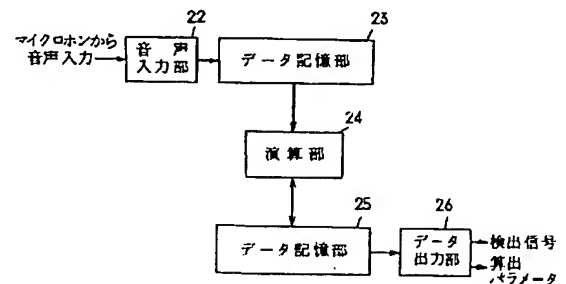 マイクロホンから
音声入力
22
音声
入力部
23
データ記憶部
24
演算部
25
データ記憶部
26
データ
出力部
検出信号
算出
パラメータ